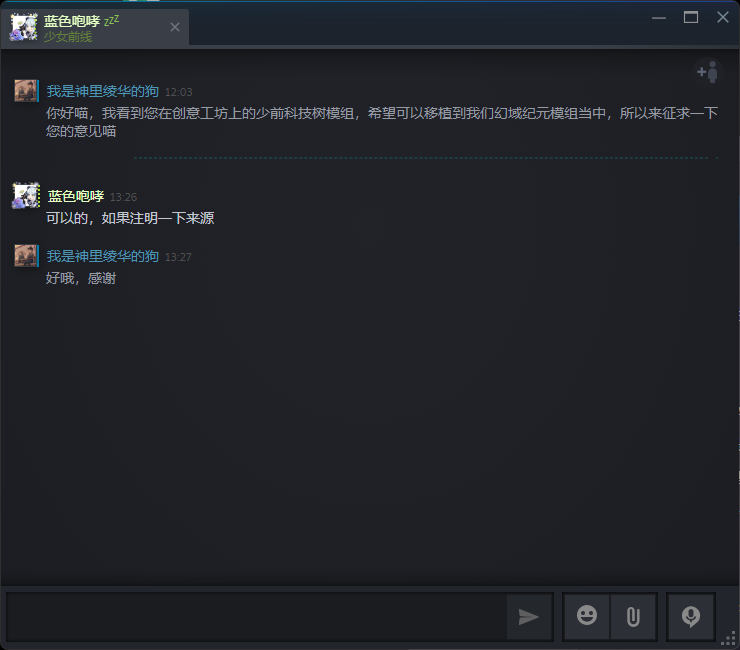 蓝色咆哮 zzZ
少女前线
我是神里绫华的狗 12:03
你好喵，我看到您在创意工坊上的少前科技树模组，希望可以移植到我们幻域纪元模组当中，所以来征求一下
您的意见喵
蓝色咆哮 13:26
可以的，如果注明一下来源
我是神里绫华的狗 13:27
好哦，感谢